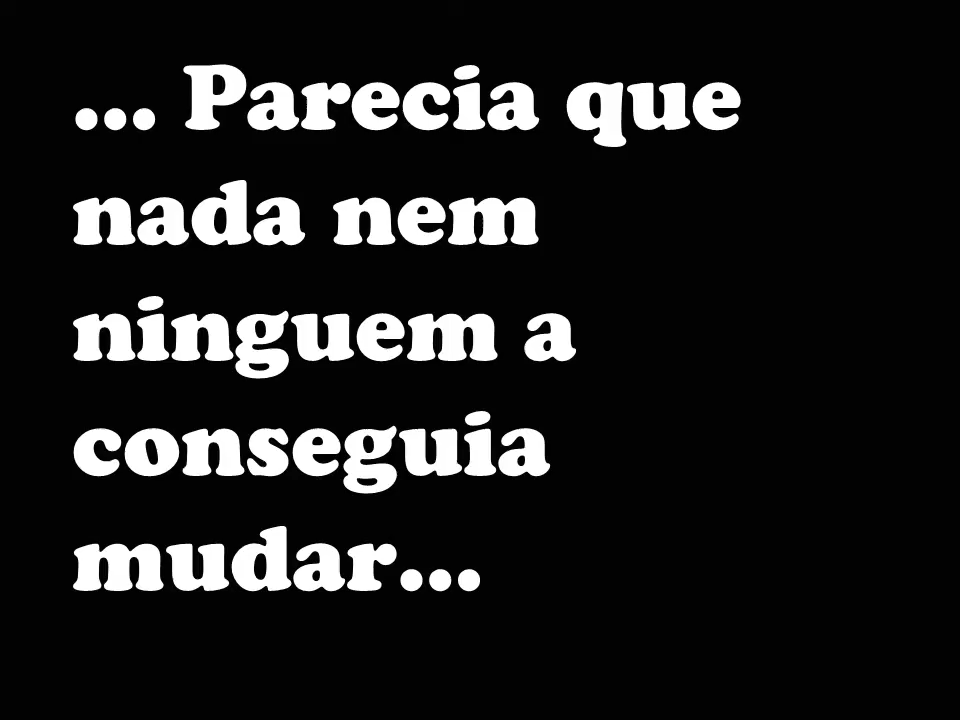 ... Parecia que
nada nem
ninguem a
conseguia
mudar...